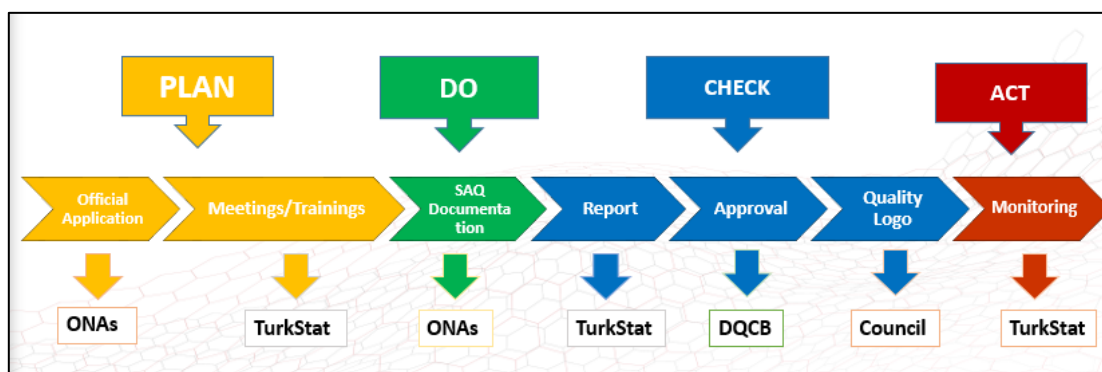 PLAN
DO
CHECK
ACT
Official
Application
Meetings/Trainings
SAQ
Documenta
tion
Report
Approval
Quality
Logo
Monitoring
ONAs
TurkStat
ONAs
TurkStat
DQCB
Council
TurkStat